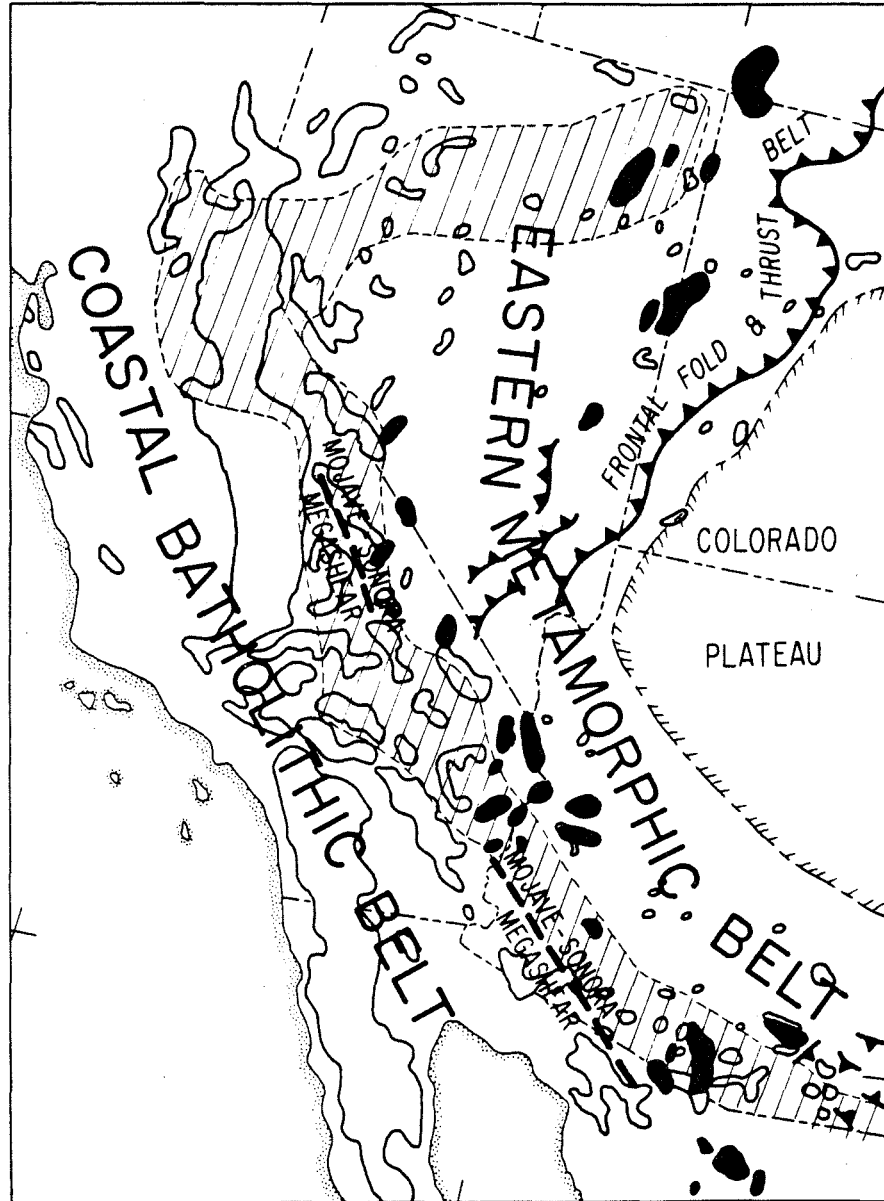 COASTAL BATHOLITHIC BELT
EASTERN METAMORPHIC BELT
FRONTAL FOLD & THRUST
BELT
COLORADO
PLATEAU
MOJAVE SONORA
MEGASHEAR
MOJAVE - SONORA
MEGASHEAR